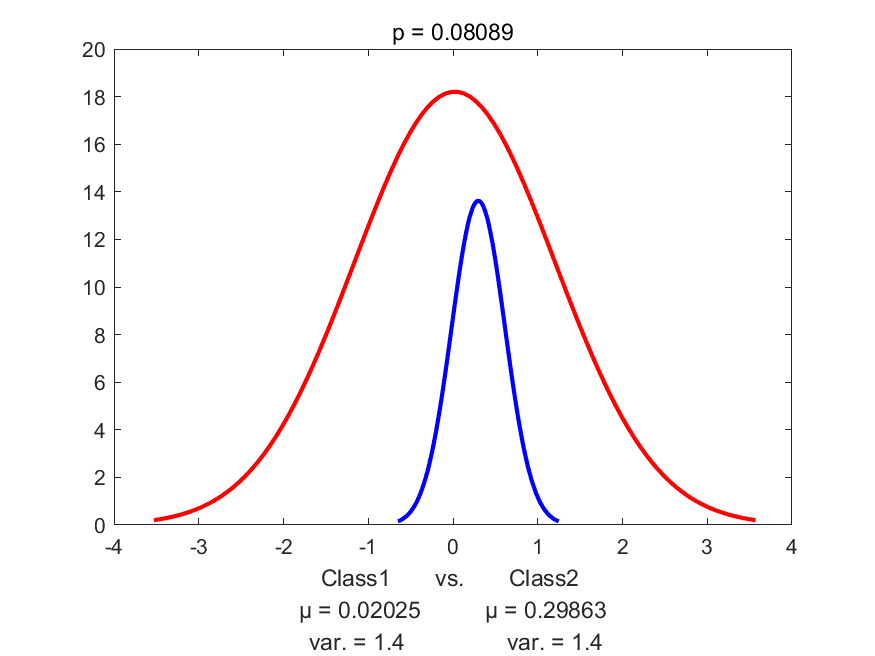 p = 0.08089
20
18
16
14
12
10
8
6
4
2
0
-4 -3 -2 -1 0 1 2 3 4
Class1 vs. Class2
μ = 0.02025 μ = 0.29863
var. = 1.4 var. = 1.4